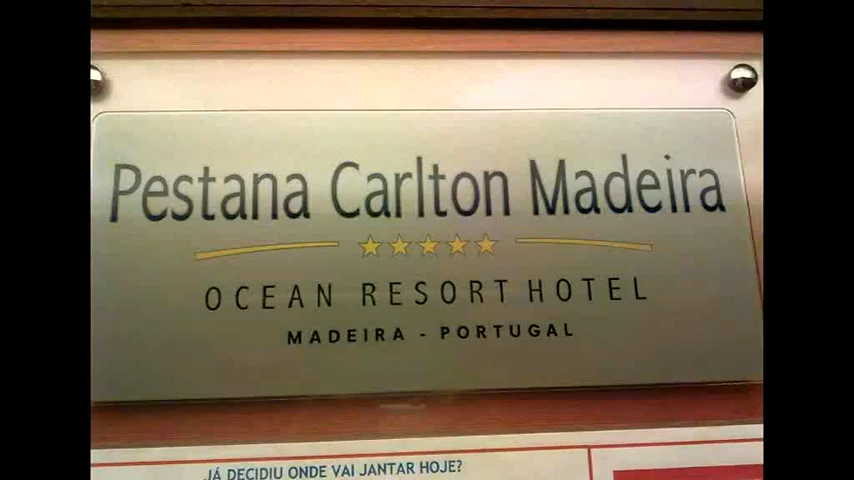 Pestana Carlton Madeira
OCEAN RESORT HOTEL
MADEIRA - PORTUGAL
JÁ DECIDIU ONDE VAI JANTAR HOJE?